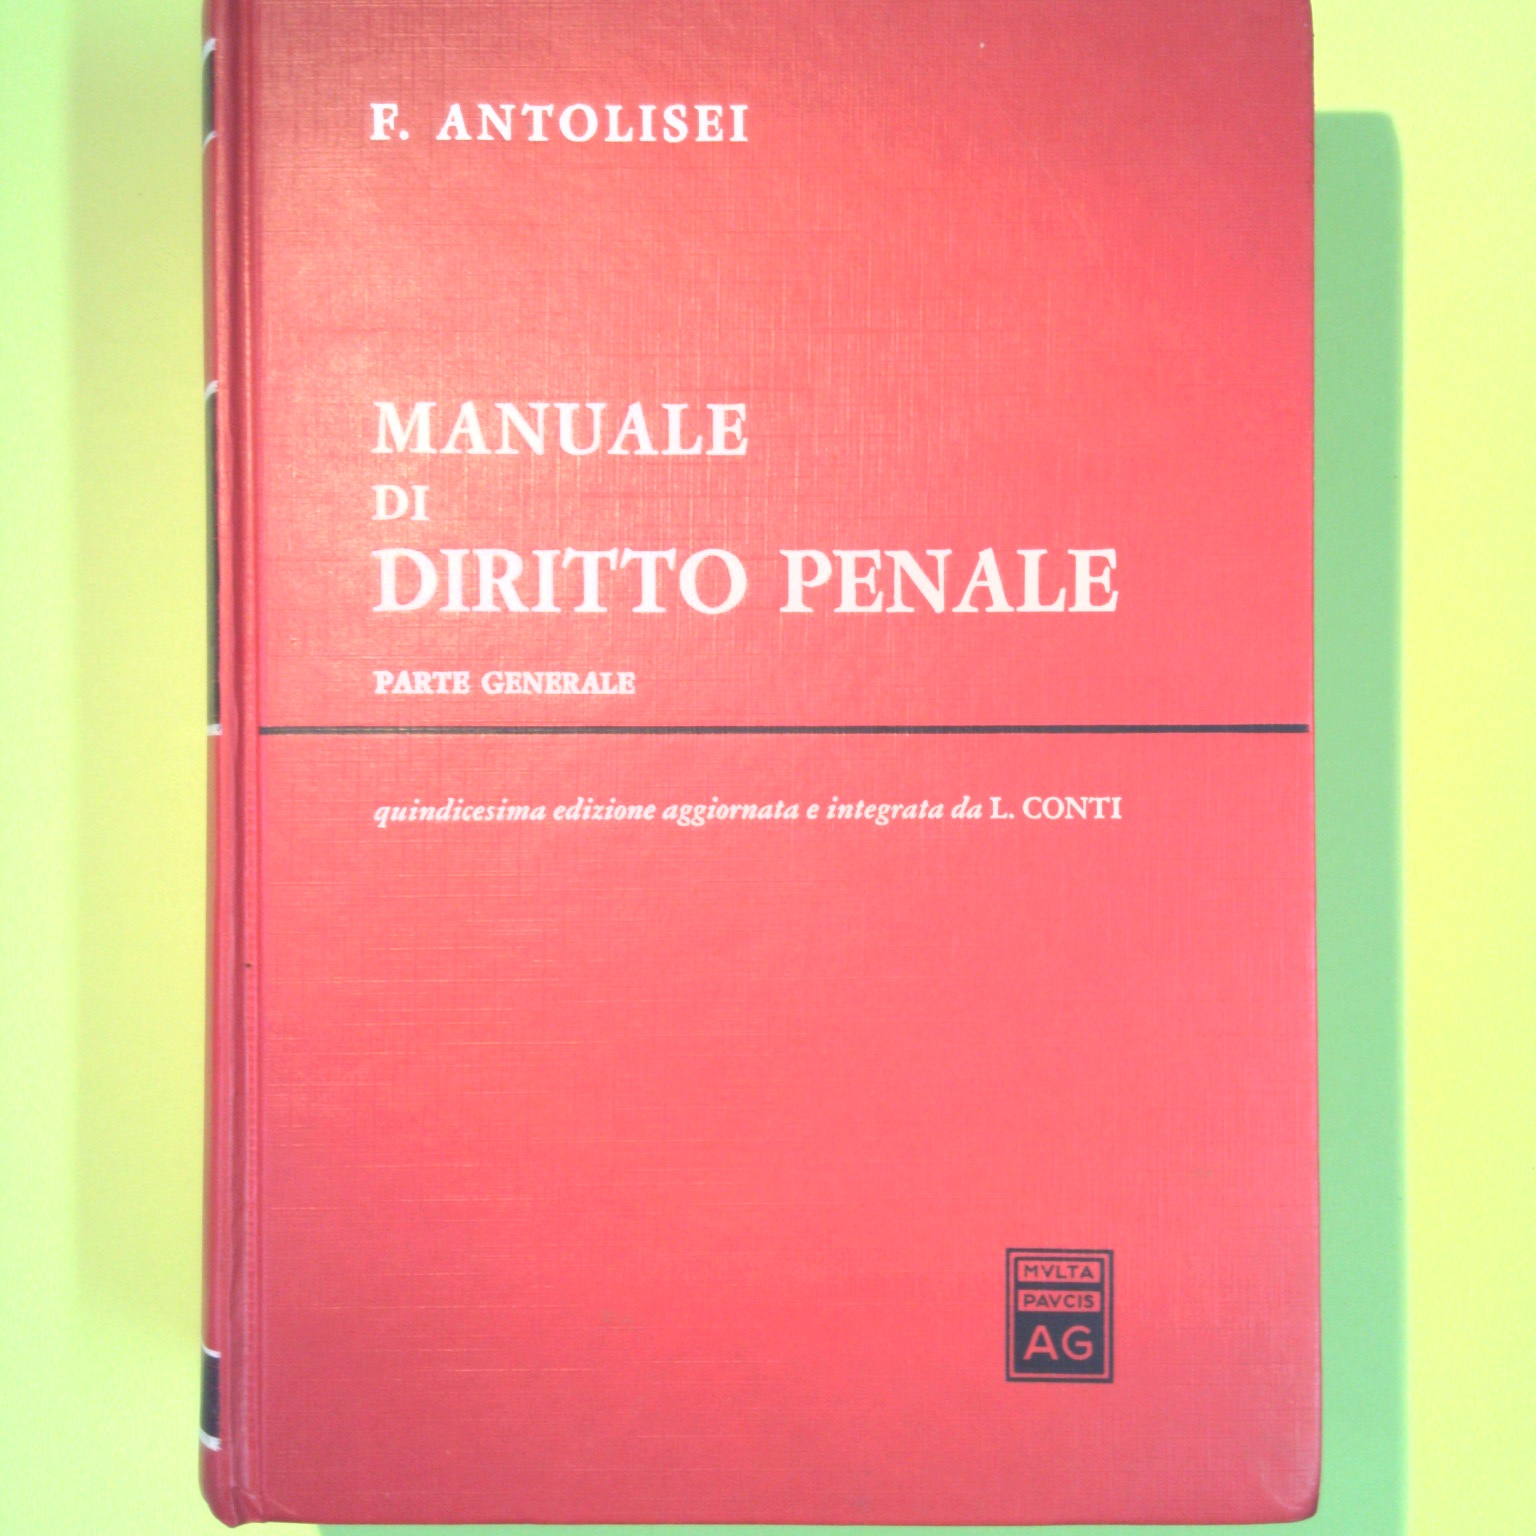 F. ANTOLISEI
MANUALE
DI
DIRITTO PENALE
PARTE GENERALE
quindicesima edizione aggiornata e integrata da L. CONTI
MVLTA
PAVCIS
AG